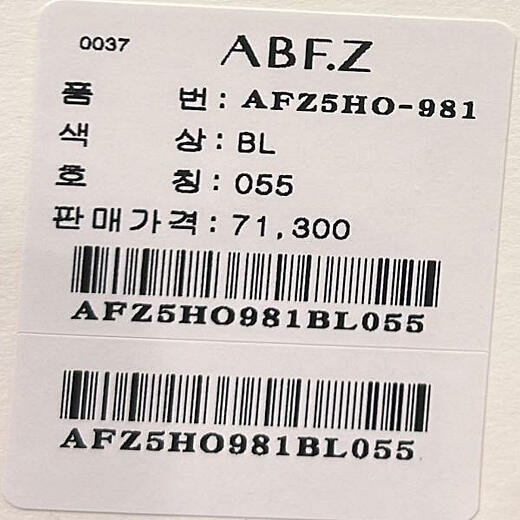 0037 ABF.Z
품 번 : AFZ5HO-981
색 상 : BL
호 칭 : 055
판매가격 : 71,300
AFZ5HO981BL055
AFZ5HO981BL055